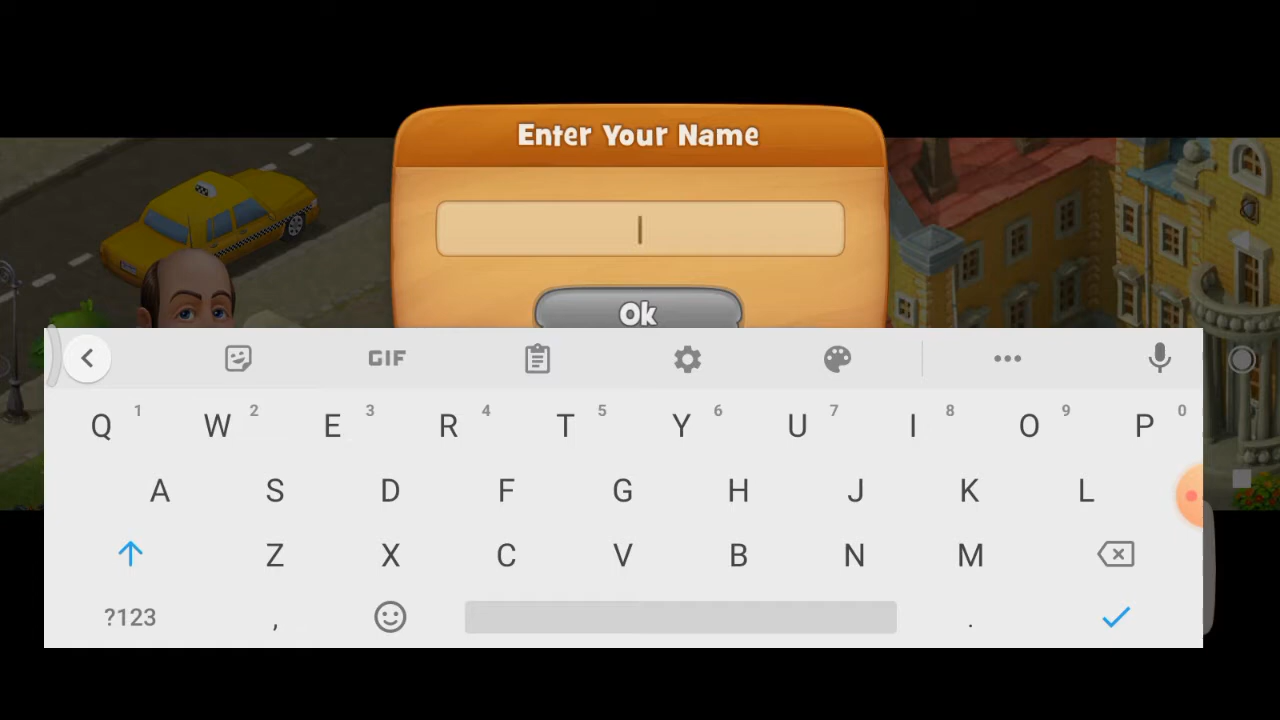 Enter Your Name
Ok
GIF
Q 1 W 2 E 3 R 4 T 5 Y 6 U 7 I 8 O 9 P 0
A S D F G H J K L
Z X C V B N M
?123 , .